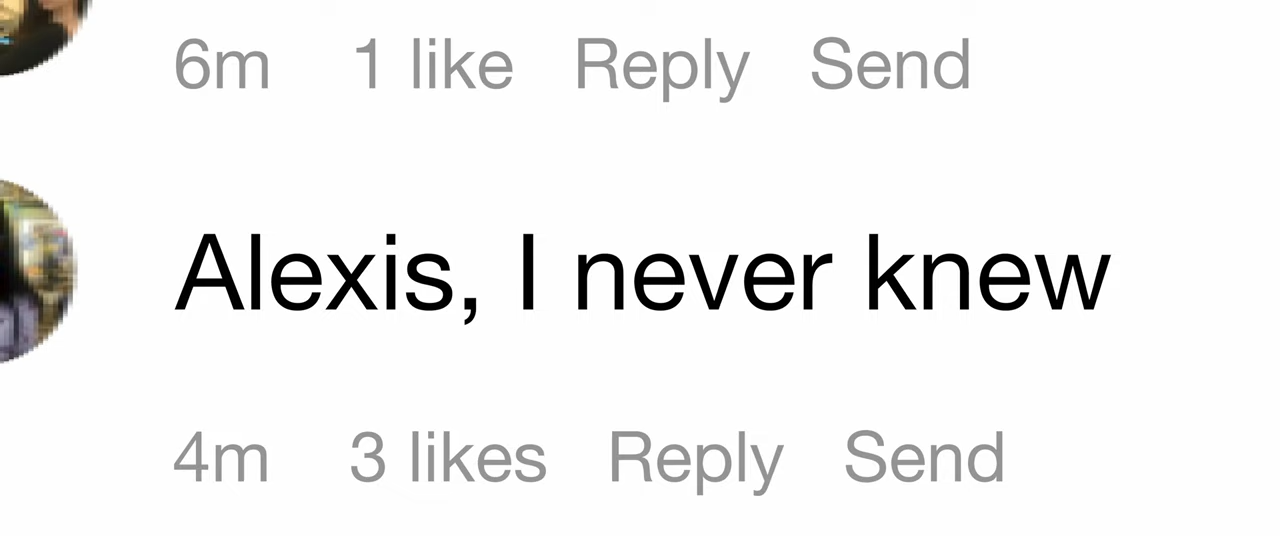 6m 1 like Reply Send
Alexis, I never knew
4m 3 likes Reply Send